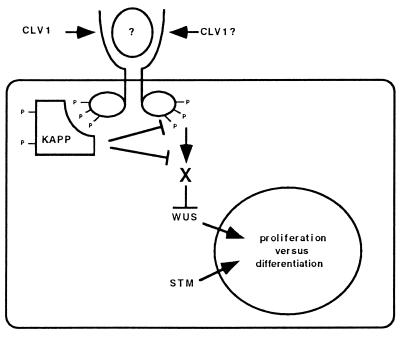 CLV1
?
CLV1?
P
P
P
P
P
P
P
P
KAPP
X
WUS
proliferation
versus
differentiation
STM